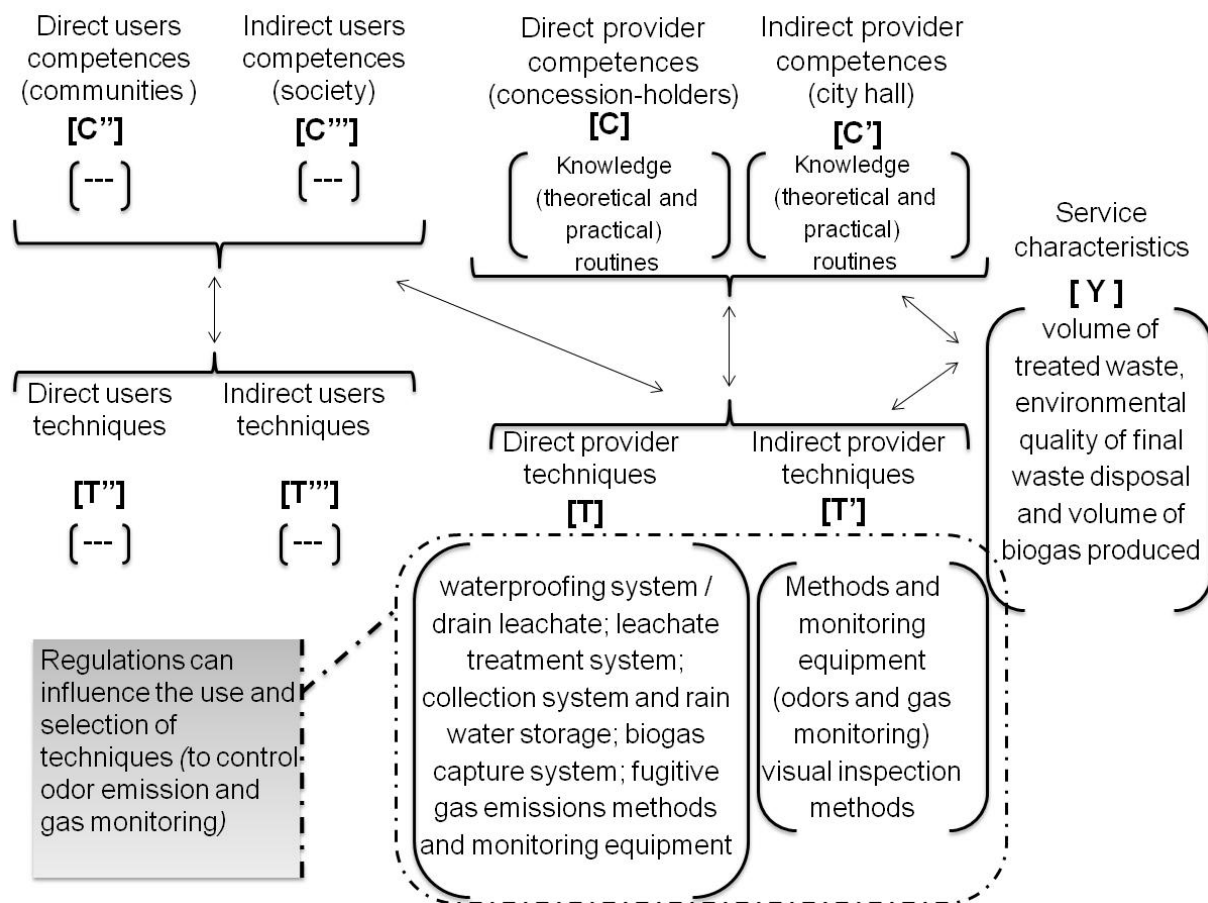 Direct users
competences
(communities )
[C”]
(---)
Indirect users
competences
(society)
[C”’]
(---)
Direct provider
competences
(concession-holders)
[C]
Knowledge
(theoretical and
practical)
routines
Indirect provider
competences
(city hall)
[C’]
Knowledge
(theoretical and
practical)
routines
Service
characteristics
[ Y ]
volume of
treated waste,
environmental
quality of final
waste disposal
and volume of
biogas produced
Direct users
techniques
[T”]
(---)
Indirect users
techniques
[T”’]
(---)
Direct provider
techniques
[T]
waterproofing system /
drain leachate; leachate
treatment system;
collection system and rain
water storage; biogas
capture system; fugitive
gas emissions methods
and monitoring equipment
Indirect provider
techniques
[T’]
Methods and
monitoring
equipment
(odors and gas
monitoring)
visual inspection
methods
Regulations can
influence the use and
selection of
techniques (to control
odor emission and
gas monitoring)